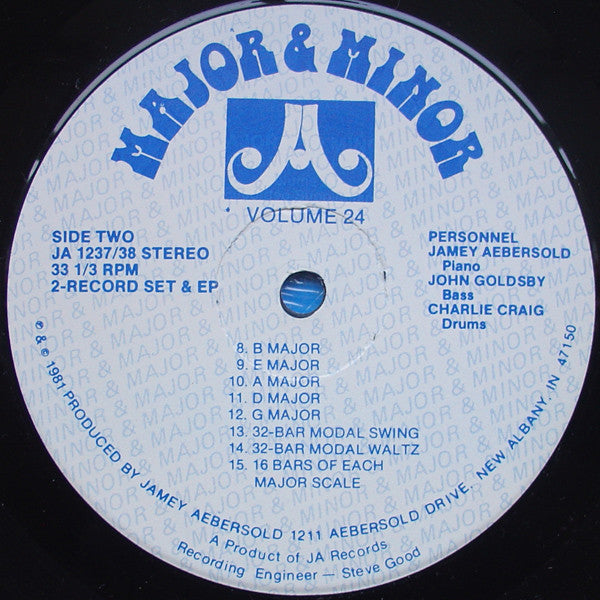 MAJOR & MINOR
VOLUME 24
SIDE TWO
JA 1237/38 STEREO
33 1/3 RPM
2-RECORD SET & EP
PERSONNEL
JAMEY AEBERSOLD
Piano
JOHN GOLDSBY
Bass
CHARLIE CRAIG
Drums
8. B MAJOR
9. E MAJOR
10. A MAJOR
11. D MAJOR
12. G MAJOR
13. 32-BAR MODAL SWING
14. 32-BAR MODAL WALTZ
15. 16 BARS OF EACH
MAJOR SCALE
℗ & © 1981 PRODUCED BY JAMEY AEBERSOLD 1211 AEBERSOLD DRIVE, NEW ALBANY, IN 47150
A Product of JA Records
Recording Engineer — Steve Good